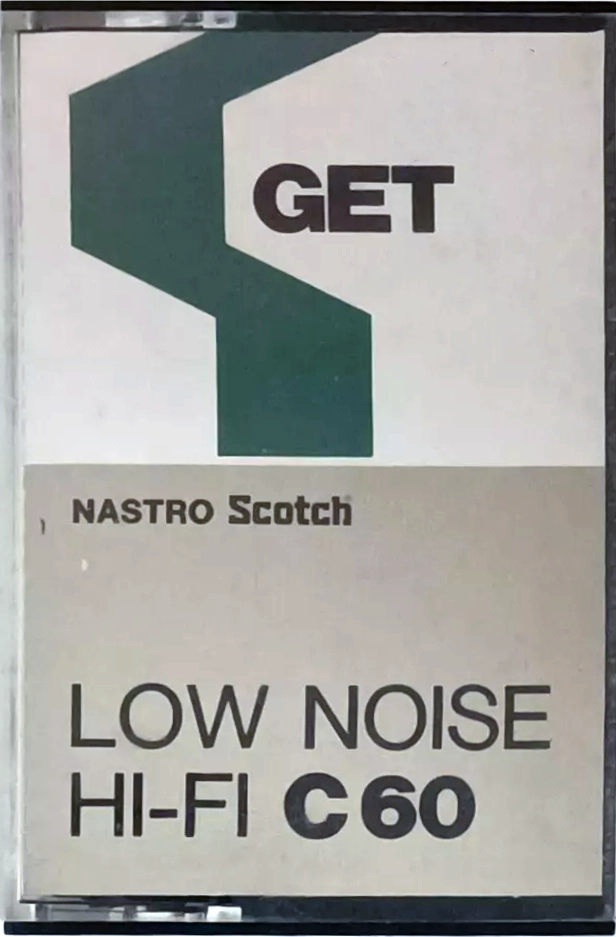 GET
NASTRO Scotch
LOW NOISE
HI-FI C60